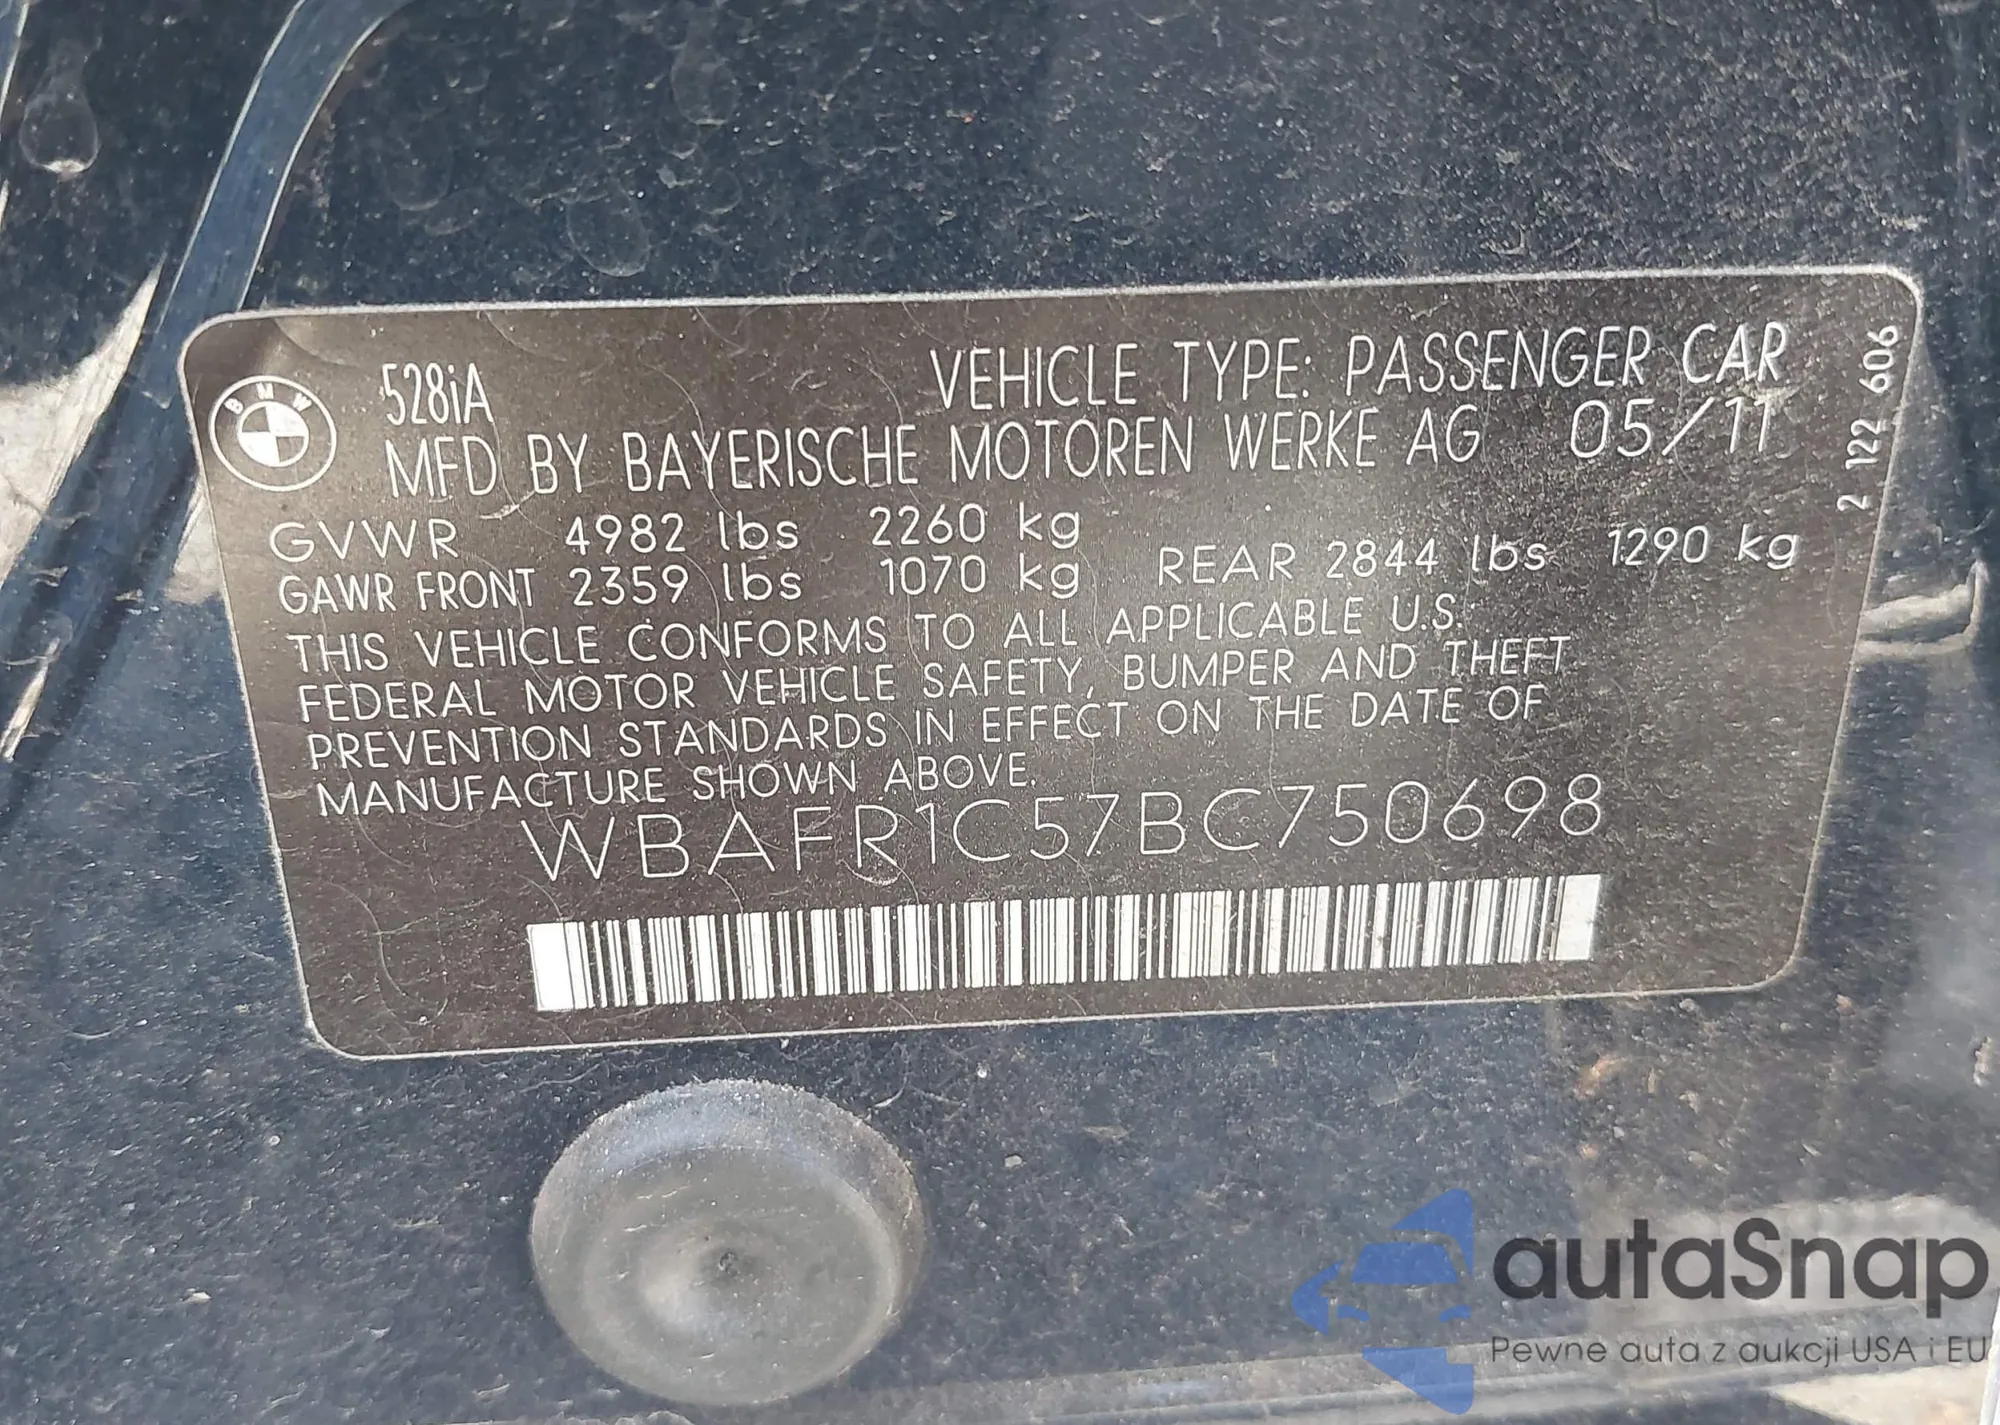 BMW
528iA
VEHICLE TYPE: PASSENGER CAR
MFD BY BAYERISCHE MOTOREN WERKE AG 05/11
GVWR 4982 lbs 2260 kg
GAWR FRONT 2359 lbs 1070 kg REAR 2844 lbs 1290 kg
THIS VEHICLE CONFORMS TO ALL APPLICABLE U.S.
FEDERAL MOTOR VEHICLE SAFETY, BUMPER AND THEFT
PREVENTION STANDARDS IN EFFECT ON THE DATE OF
MANUFACTURE SHOWN ABOVE.
WBAFR1C57BC750698
2 122 606
autaSnap
Pewne auta z aukcji USA i EU